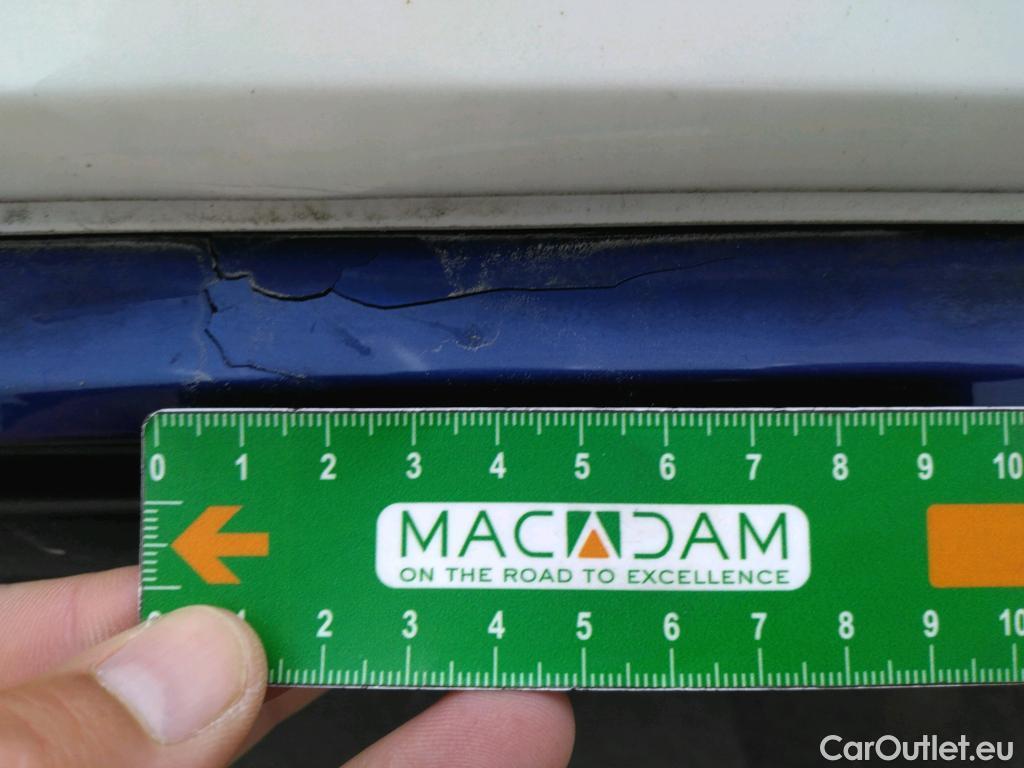 0 1 2 3 4 5 6 7 8 9 10
MACADAM
ON THE ROAD TO EXCELLENCE
1 2 3 4 5 6 7 8 9 10
CarOutlet.eu